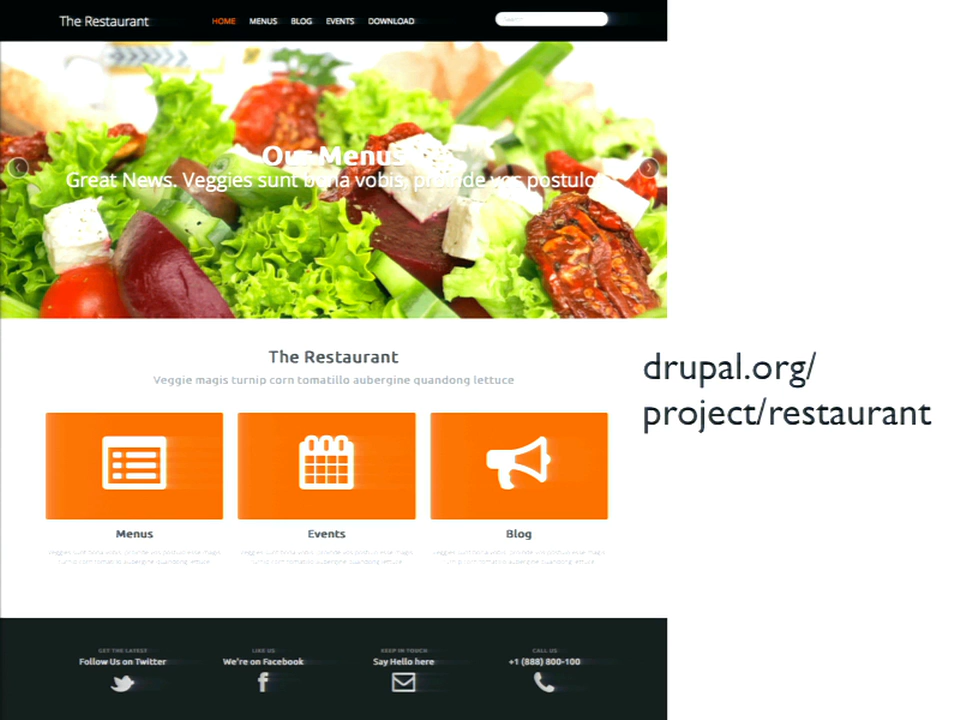 The Restaurant
HOME MENUS BLOG EVENTS DOWNLOAD
Search
Our Menus
Great News. Veggies sunt bona vobis, proinde vos postulo
The Restaurant
Veggie magis turnip corn tomatillo aubergine quandong lettuce
drupal.org/
project/restaurant
Menus Events Blog
GET THE LATEST LIKE US KEEP IN TOUCH CALL US
Follow Us on Twitter We're on Facebook Say Hello here +1 (888) 800-100